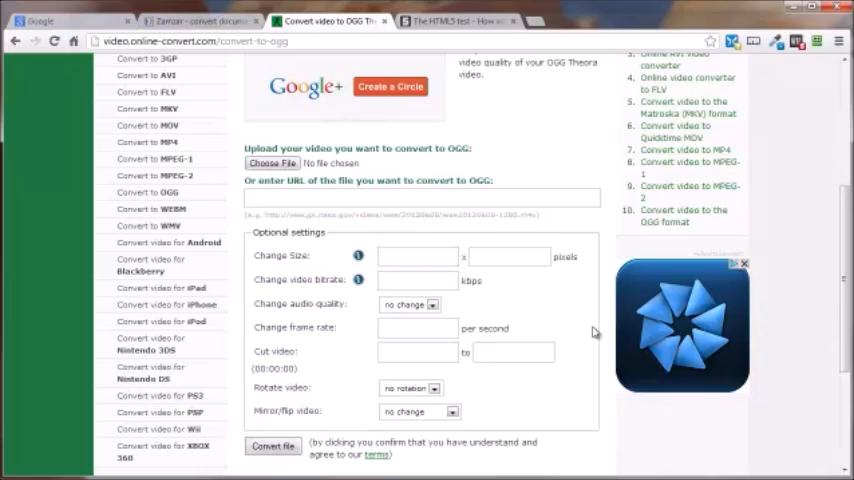 Google
Zamzar - convert docume
Convert video to OGG The
The HTML5 test - How
video.online-convert.com/convert-to-ogg
Convert to 3GP
Convert to AVI
Convert to FLV
Convert to MKV
Convert to MOV
Convert to MP4
Convert to MPEG-1
Convert to MPEG-2
Convert to OGG
Convert to WEBM
Convert to WMV
Convert video for Android
Convert video for
Blackberry
Convert video for iPad
Convert video for iPhone
Convert video for iPod
Convert video for
Nintendo 3DS
Convert video for
Nintendo DS
Convert video for PS3
Convert video for PSP
Convert video for Wii
Convert video for XBOX
360
Google+ Create a Circle
video quality of your OGG Theora
video.
Upload your video you want to convert to OGG:
Choose File No file chosen
Or enter URL of the file you want to convert to OGG:
Optional settings
Change Size: x pixels
Change video bitrate: kbps
Change audio quality: no change
Change frame rate: per second
Cut video: to
(00:00:00)
Rotate video: no rotation
Mirror/flip video: no change
Convert file (by clicking you confirm that you have understand and
agree to our terms)
3. Online AVI video
converter
4. Online video converter
to FLV
5. Convert video to the
Matroska (MKV) format
6. Convert video to
Quicktime MOV
7. Convert video to MP4
8. Convert video to MPEG-
1
9. Convert video to MPEG-
2
10. Convert video to the
OGG format